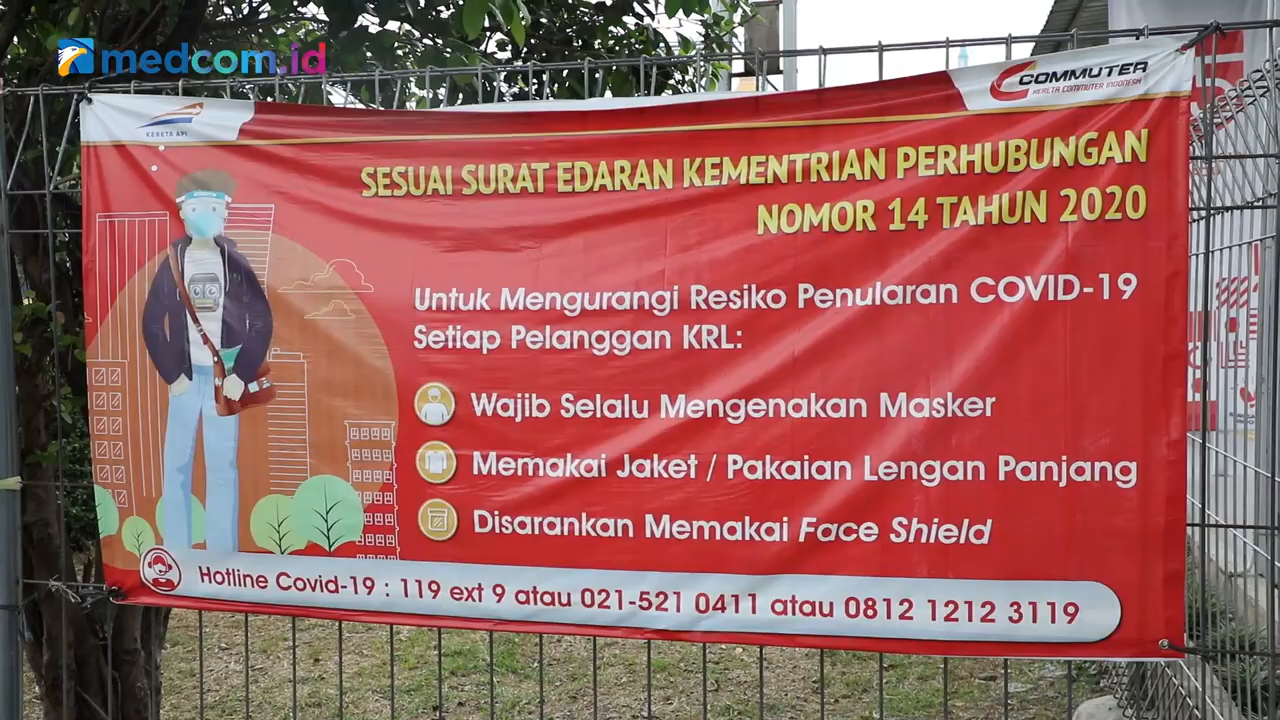 medcom.id
KERETA API
COMMUTER
KERETA COMMUTER INDONESIA
SESUAI SURAT EDARAN KEMENTRIAN PERHUBUNGAN
NOMOR 14 TAHUN 2020
Untuk Mengurangi Resiko Penularan COVID-19
Setiap Pelanggan KRL:
Wajib Selalu Mengenakan Masker
Memakai Jaket / Pakaian Lengan Panjang
Disarankan Memakai Face Shield
Hotline Covid-19 : 119 ext 9 atau 021-521 0411 atau 0812 1212 3119